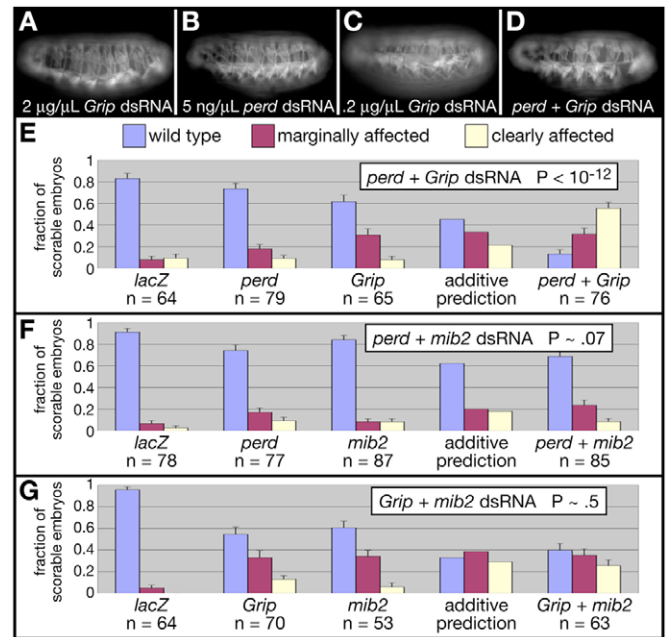 A B C D
2 μg/μL Grip dsRNA 5 ng/μL perd dsRNA .2 μg/μL Grip dsRNA perd + Grip dsRNA
E wild type marginally affected clearly affected
perd + Grip dsRNA P < 10-12
fraction of
scorable embryos
1
0.8
0.6
0.4
0.2
0
lacZ perd Grip additive perd + Grip
n = 64 n = 79 n = 65 prediction n = 76
F
perd + mib2 dsRNA P ~ .07
fraction of
scorable embryos
1
0.8
0.6
0.4
0.2
0
lacZ perd mib2 additive perd + mib2
n = 78 n = 77 n = 87 prediction n = 85
G
Grip + mib2 dsRNA P ~ .5
fraction of
scorable embryos
1
0.8
0.6
0.4
0.2
0
lacZ Grip mib2 additive Grip + mib2
n = 64 n = 70 n = 53 prediction n = 63